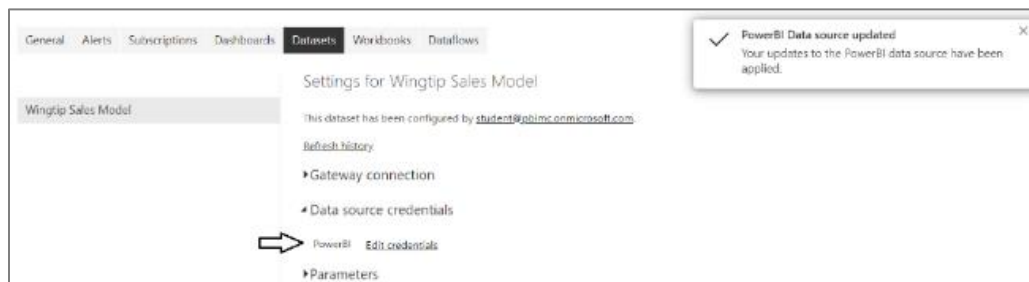 General Alerts Subscriptions Dashboards Datasets Workbooks Dataflows
PowerBI Data source updated
Your updates to the PowerBI data source have been
applied.
Settings for Wingtip Sales Model
Wingtip Sales Model
This dataset has been configured by student@pbimc.onmicrosoft.com.
Refresh history
Gateway connection
Data source credentials
PowerBI Edit credentials
Parameters